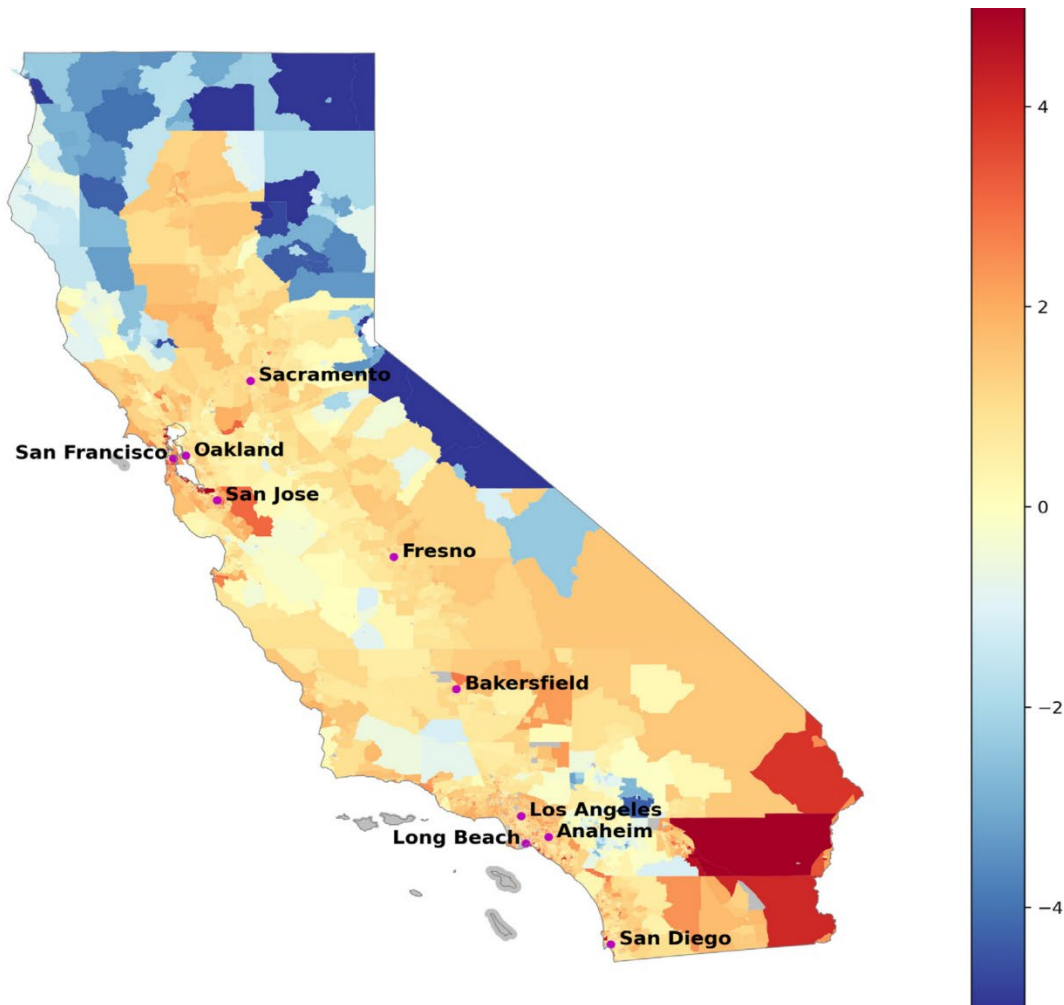 4
2
Sacramento
San Francisco
Oakland
San Jose
0
Fresno
Bakersfield
−2
Los Angeles
Long Beach
Anaheim
−4
San Diego